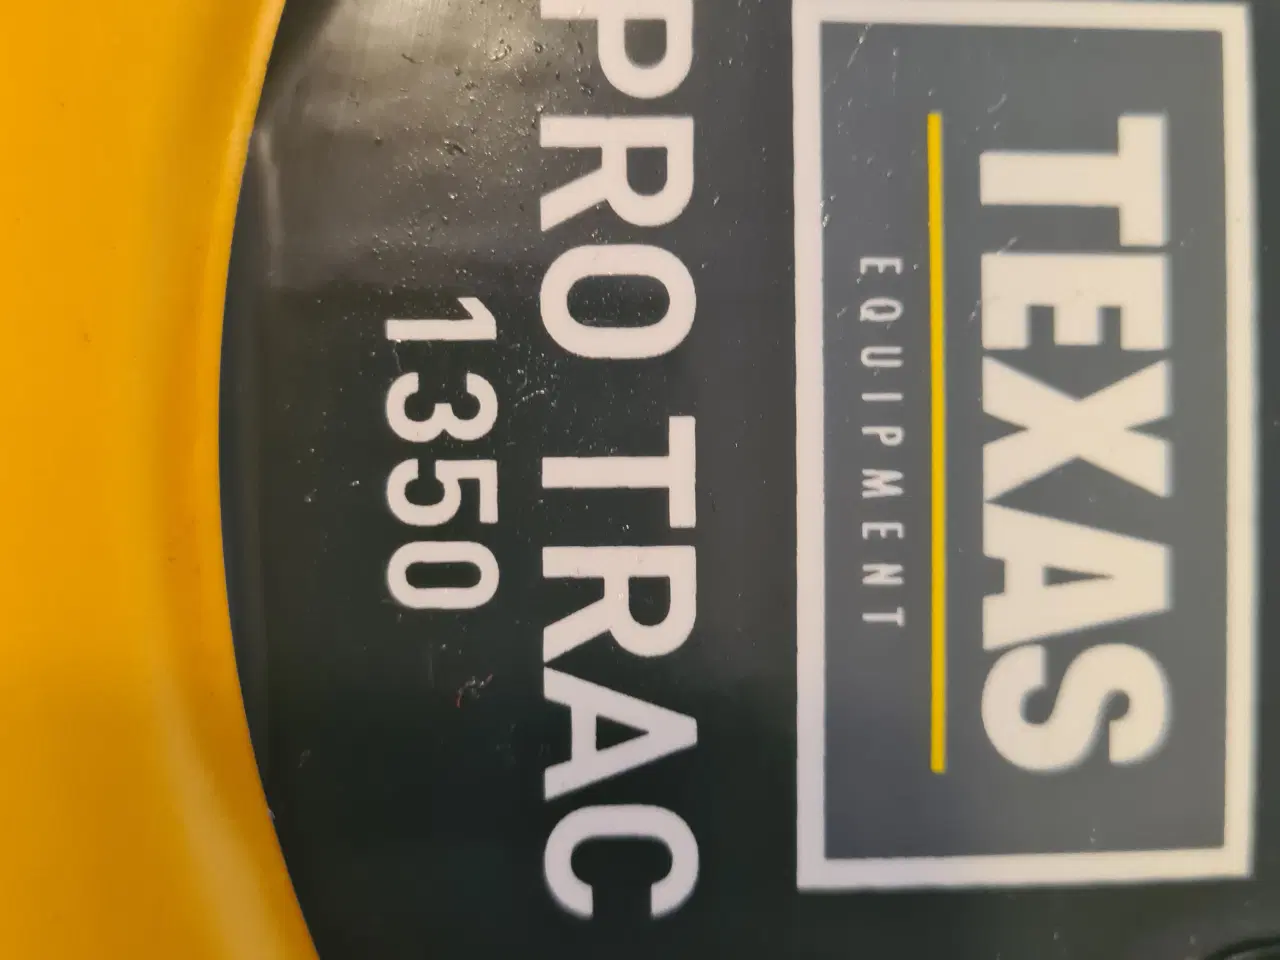 TEXAS
EQUIPMENT
PRO TRAC
1350